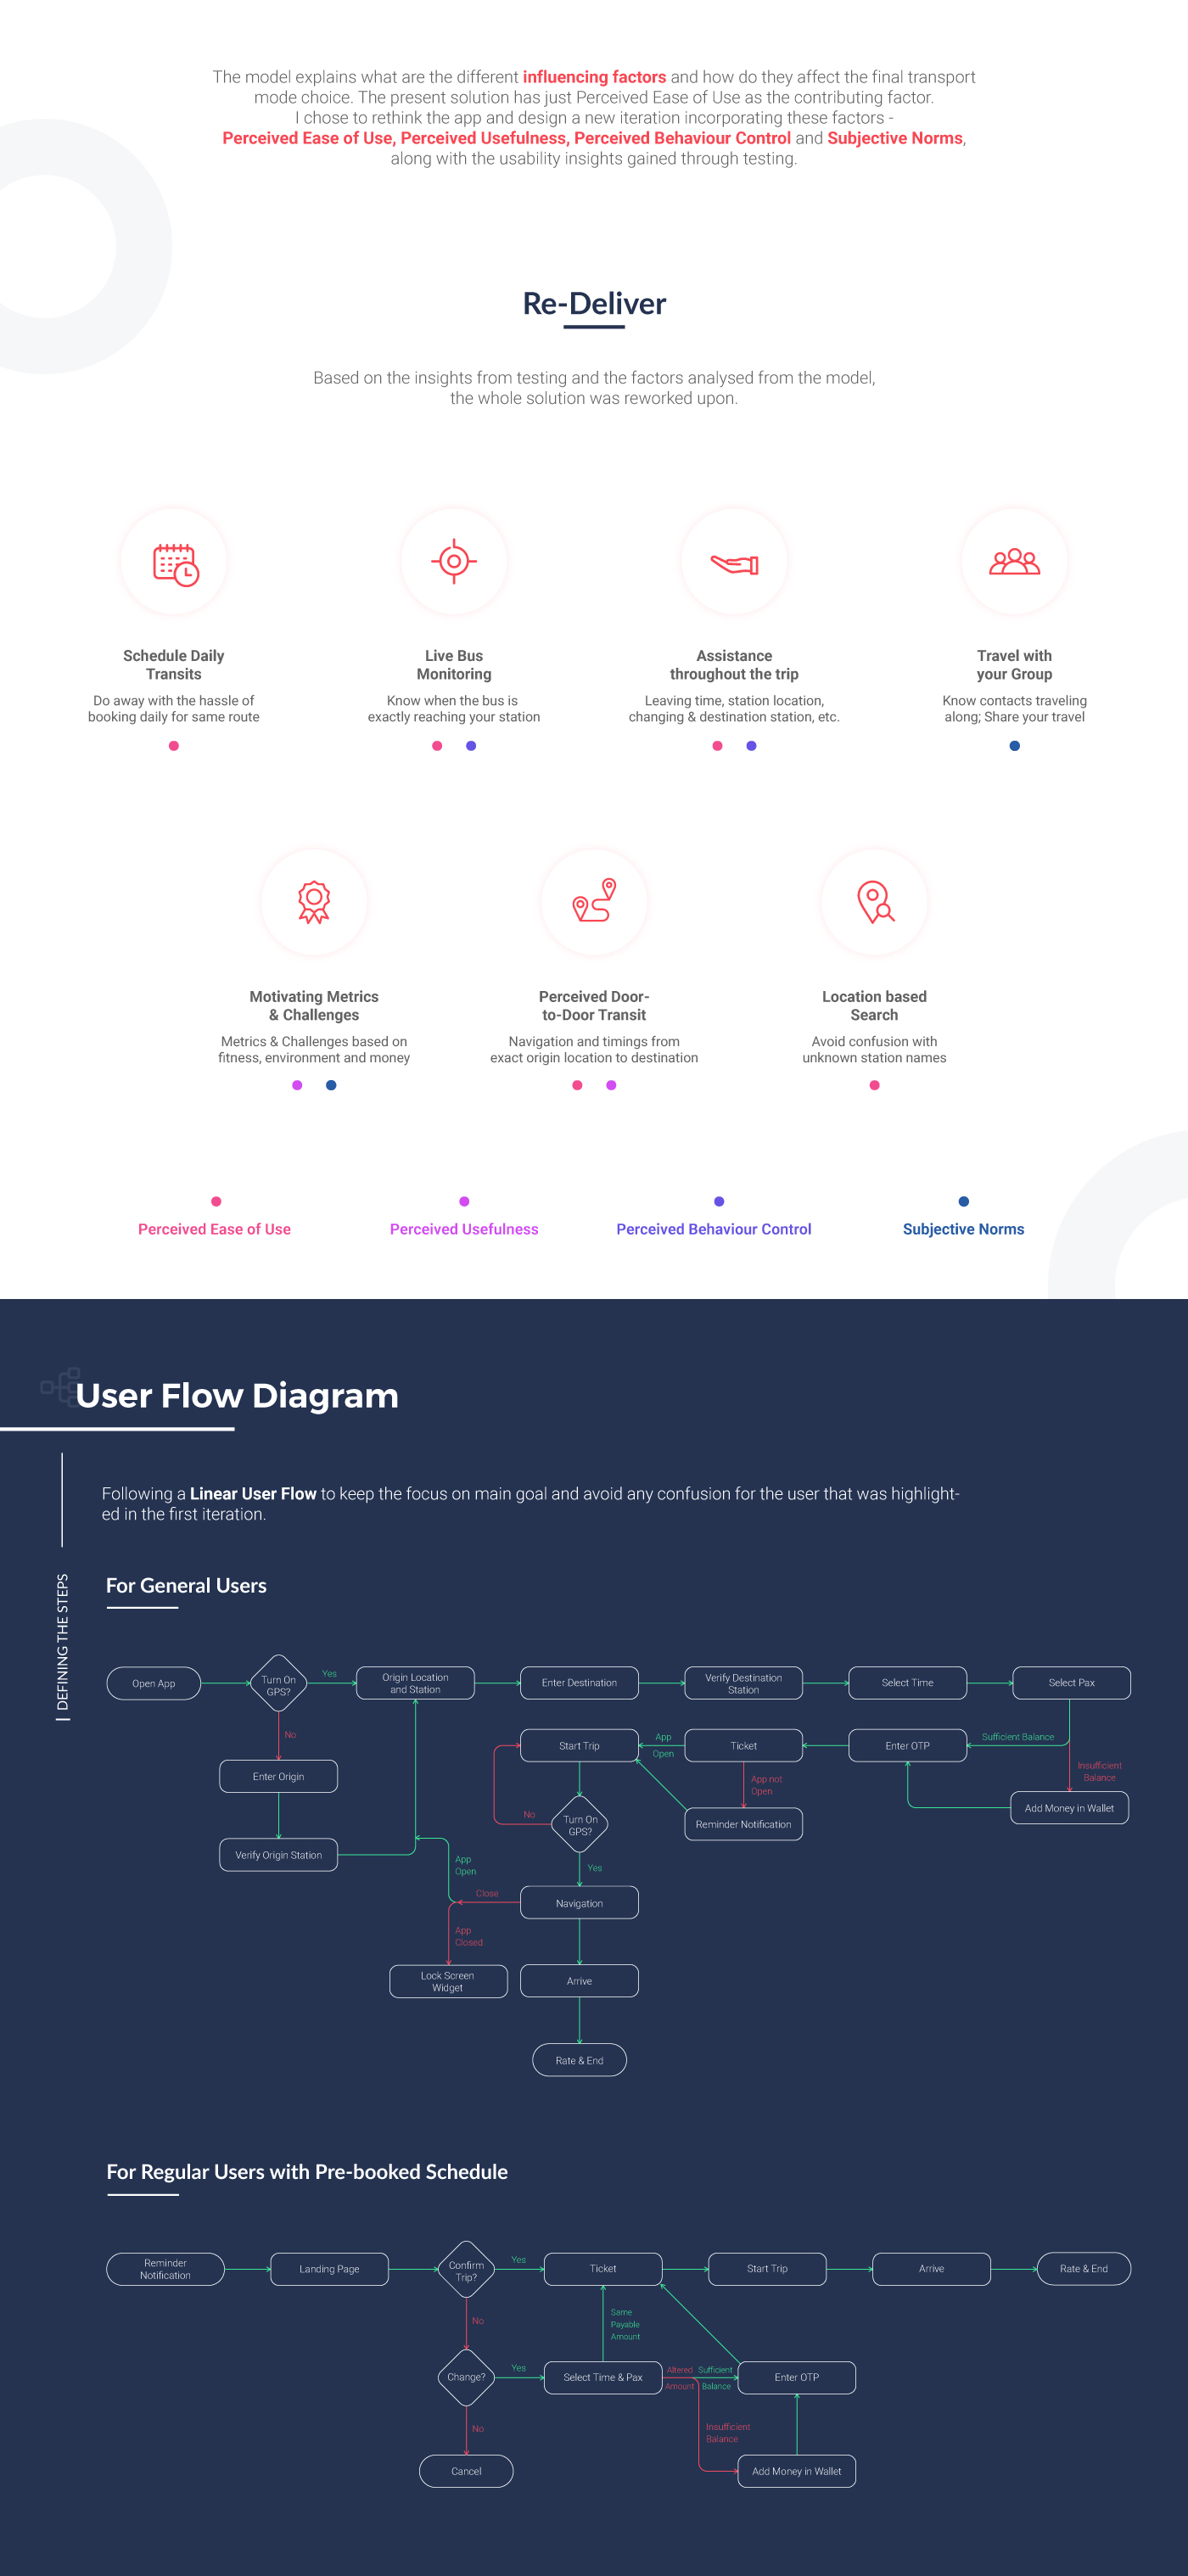 The model explains what are the different influencing factors and how do they affect the final transport
mode choice. The present solution has just Perceived Ease of Use as the contributing factor.
I chose to rethink the app and design a new iteration incorporating these factors -
Perceived Ease of Use, Perceived Usefulness, Perceived Behaviour Control and Subjective Norms,
along with the usability insights gained through testing.
Re-Deliver
Based on the insights from testing and the factors analysed from the model,
the whole solution was reworked upon.
Schedule Daily
Transits
Do away with the hassle of
booking daily for same route
Live Bus
Monitoring
Know when the bus is
exactly reaching your station
Assistance
throughout the trip
Leaving time, station location,
changing & destination station, etc.
Travel with
your Group
Know contacts traveling
along; Share your travel
Motivating Metrics
& Challenges
Metrics & Challenges based on
fitness, environment and money
Perceived Door-
to-Door Transit
Navigation and timings from
exact origin location to destination
Location based
Search
Avoid confusion with
unknown station names
Perceived Ease of Use
Perceived Usefulness
Perceived Behaviour Control
Subjective Norms
User Flow Diagram
Following a Linear User Flow to keep the focus on main goal and avoid any confusion for the user that was highlight-
ed in the first iteration.
DEFINING THE STEPS
For General Users
Open App
Turn On
GPS?
Yes
Origin Location
and Station
Enter Destination
Verify Destination
Station
Select Time
Select Pax
No
Enter Origin
Verify Origin Station
Start Trip
App
Open
Ticket
Enter OTP
Sufficient Balance
Insufficient
Balance
Add Money in Wallet
App not
Open
Reminder Notification
No
Turn On
GPS?
Yes
App
Open
Close
Navigation
App
Closed
Lock Screen
Widget
Arrive
Rate & End
For Regular Users with Pre-booked Schedule
Reminder
Notification
Landing Page
Confirm
Trip?
Yes
Ticket
Start Trip
Arrive
Rate & End
No
Same
Payable
Amount
Change?
Yes
Select Time & Pax
Altered
Amount
Sufficient
Balance
Enter OTP
No
Insufficient
Balance
Cancel
Add Money in Wallet